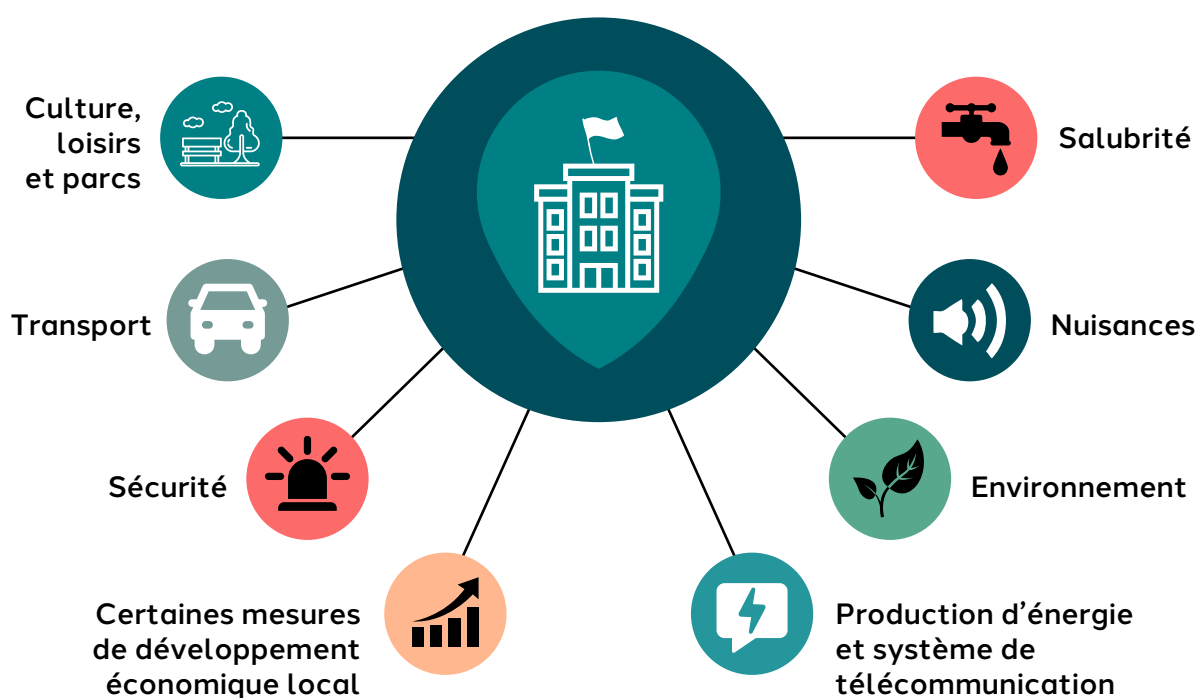 Culture,
loisirs
et parcs
Transport
Sécurité
Certaines mesures
de développement
économique local
Salubrité
Nuisances
Environnement
Production d’énergie
et système de
télécommunication